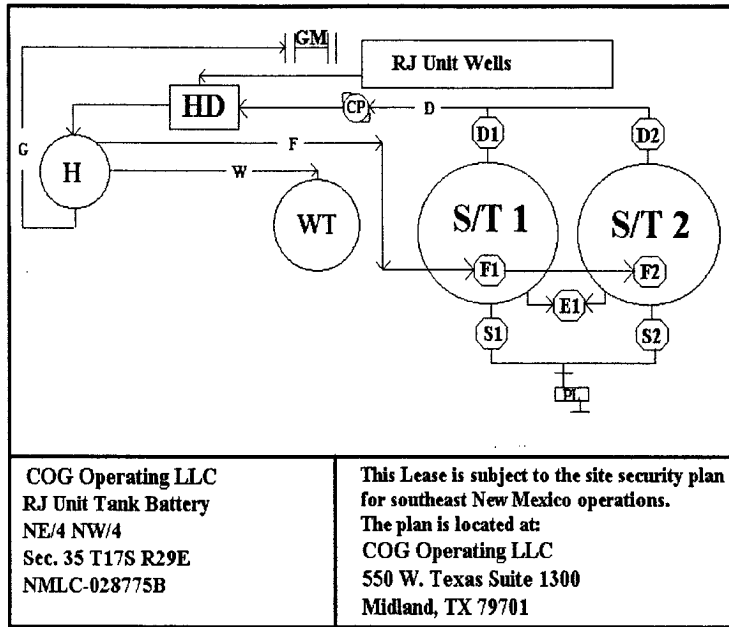 GM
RJ Unit Wells
HD
CP
D
D1
D2
G
H
F
W
WT
S/T 1
S/T 2
F1
F2
E1
S1
S2
PL
COG Operating LLC
RJ Unit Tank Battery
NE/4 NW/4
Sec. 35 T17S R29E
NMLC-028775B
This Lease is subject to the site security plan
for southeast New Mexico operations.
The plan is located at:
COG Operating LLC
550 W. Texas Suite 1300
Midland, TX 79701